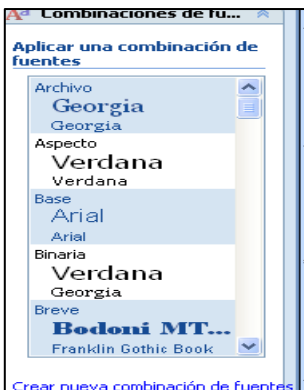 Combinaciones de fu...
Aplicar una combinación de
fuentes
Archivo
Georgia
Georgia
Aspecto
Verdana
Verdana
Base
Arial
Arial
Binaria
Verdana
Georgia
Breve
Bodoni MT...
Franklin Gothic Book
Crear nueva combinación de fuentes